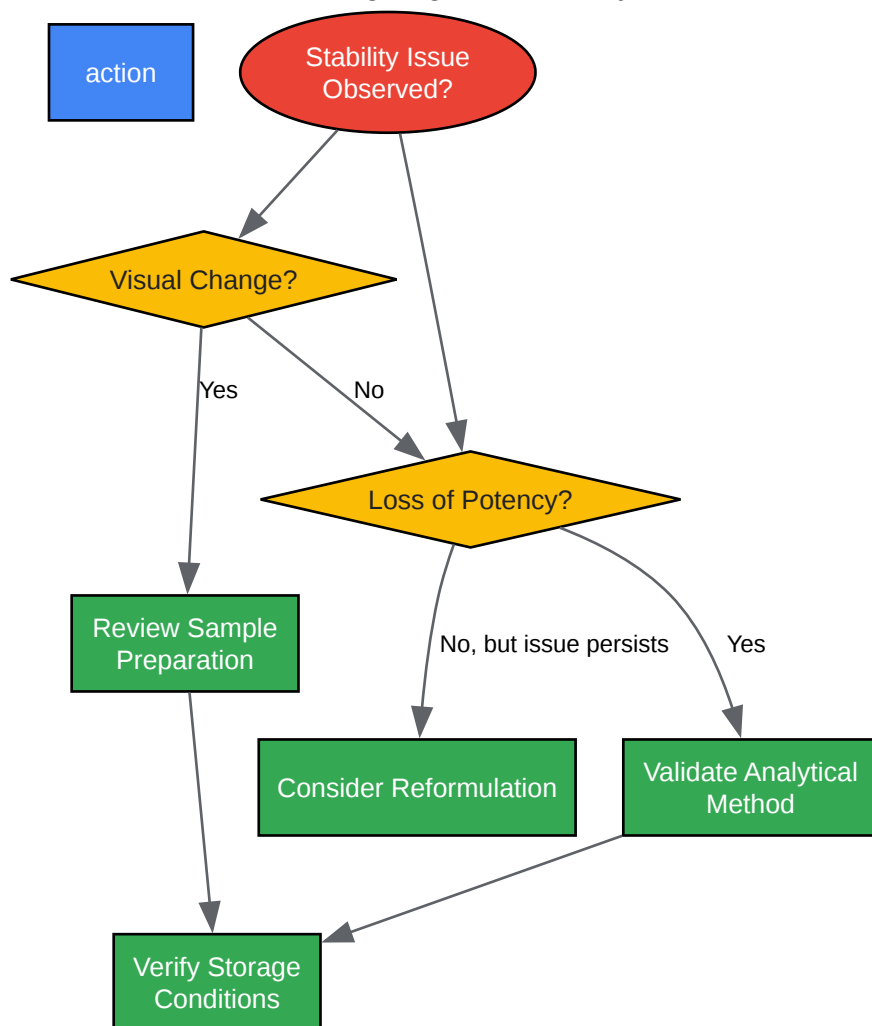 action
Stability Issue
Observed?
Visual Change?
Yes
No
Loss of Potency?
Review Sample
Preparation
No, but issue persists
Yes
Consider Reformulation
Validate Analytical
Method
Verify Storage
Conditions